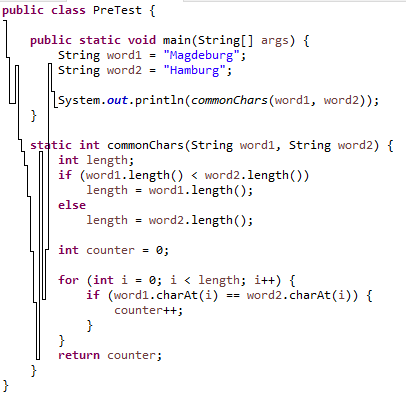 public class PreTest {
public static void main(String[] args) {
String word1 = "Magdeburg";
String word2 = "Hamburg";
System.out.println(commonChars(word1, word2));
}
static int commonChars(String word1, String word2) {
int length;
if (word1.length() < word2.length())
length = word1.length();
else
length = word2.length();
int counter = 0;
for (int i = 0; i < length; i++) {
if (word1.charAt(i) == word2.charAt(i)) {
counter++;
}
}
return counter;
}
}